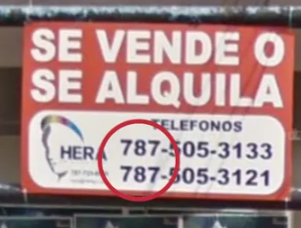 SE VENDE O
SE ALQUILA
TELEFONOS
HERA
787-505-3133
787-505-3121